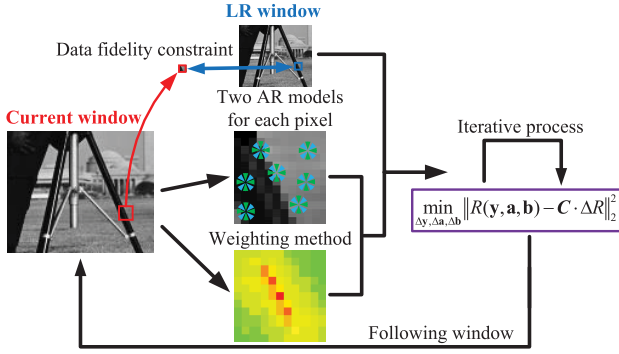 LR window
Data fidelity constraint
Current window
Two AR models
for each pixel
Weighting method
Iterative process
min ‖R(y,a,b)−C·ΔR‖₂²
Δy,Δa,Δb
Following window